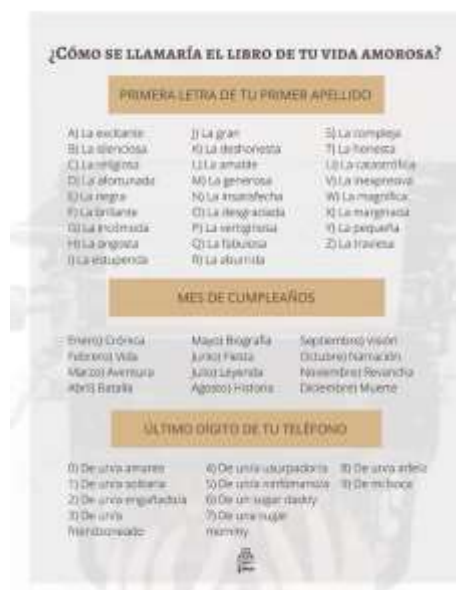 ¿CÓMO SE LLAMARÍA EL LIBRO DE TU VIDA AMOROSA?
PRIMERA LETRA DE TU PRIMER APELLIDO
A) La excitante
B) La silenciosa
C) La religiosa
D) La afortunada
E) La negra
F) La brillante
G) La incómoda
H) La angosta
I) La estupenda
J) La gran
K) La deshonesta
L) La amable
M) La generosa
N) La insatisfecha
O) La desgraciada
P) La vertiginosa
Q) La fabulosa
R) La aburrida
S) La compleja
T) La honesta
U) La catastrófica
V) La inexpresiva
W) La magnífica
X) La marginada
Y) La pequeña
Z) La traviesa
MES DE CUMPLEAÑOS
Enero) Crónica
Febrero) Vida
Marzo) Aventura
Abril) Batalla
Mayo) Biografía
Junio) Fiesta
Julio) Leyenda
Agosto) Historia
Septiembre) Visión
Octubre) Narración
Noviembre) Revancha
Diciembre) Muerte
ÚLTIMO DÍGITO DE TU TELÉFONO
0) De un/a amante
1) De un/a soltera
2) De un/a engañado/a
3) De un/a
friendzoneado
4) De un/a usurpador/a
5) De un/a ninfómano/a
6) De un sugar daddy
7) De una sugar
mommy
8) De un/a infiel
9) De mi boca